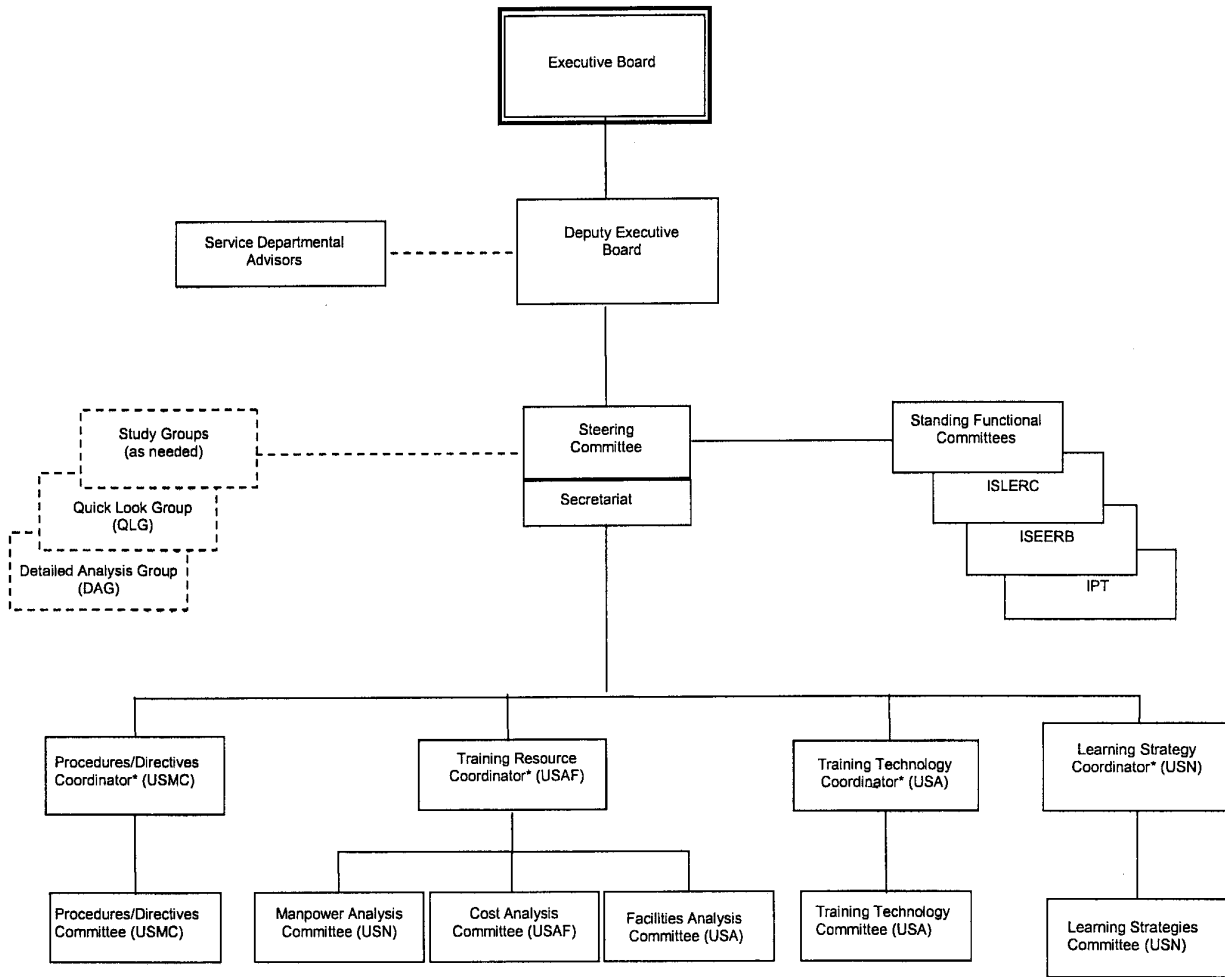 Executive Board
Deputy Executive
Board
Service Departmental
Advisors
Study Groups
(as needed)
Quick Look Group
(QLG)
Detailed Analysis Group
(DAG)
Steering
Committee
Secretariat
Standing Functional
Committees
ISLERC
ISEERB
IPT
Procedures/Directives
Coordinator* (USMC)
Training Resource
Coordinator* (USAF)
Training Technology
Coordinator* (USA)
Learning Strategy
Coordinator* (USN)
Procedures/Directives
Committee (USMC)
Manpower Analysis
Committee (USN)
Cost Analysis
Committee (USAF)
Facilities Analysis
Committee (USA)
Training Technology
Committee (USA)
Learning Strategies
Committee (USN)